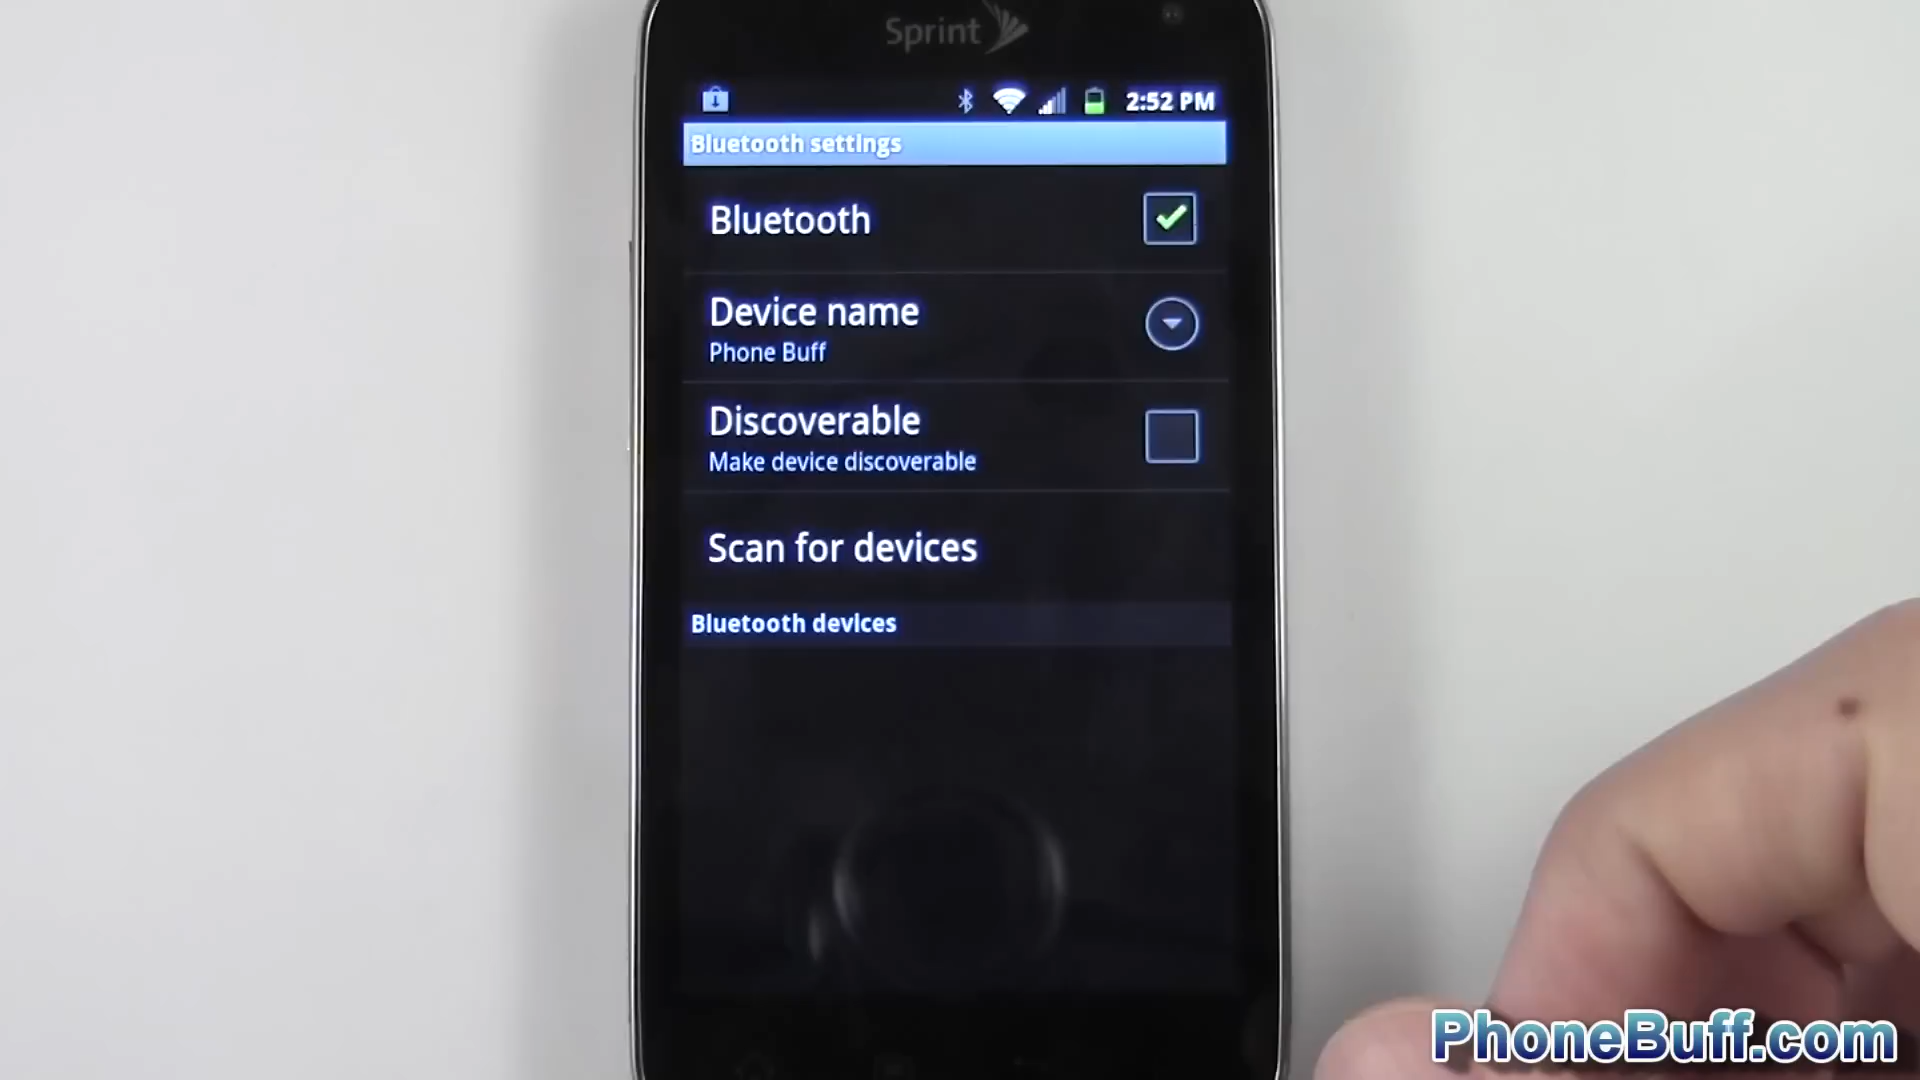 Sprint
2:52 PM
Bluetooth settings
Bluetooth
Device name
Phone Buff
Discoverable
Make device discoverable
Scan for devices
Bluetooth devices
PhoneBuff.com